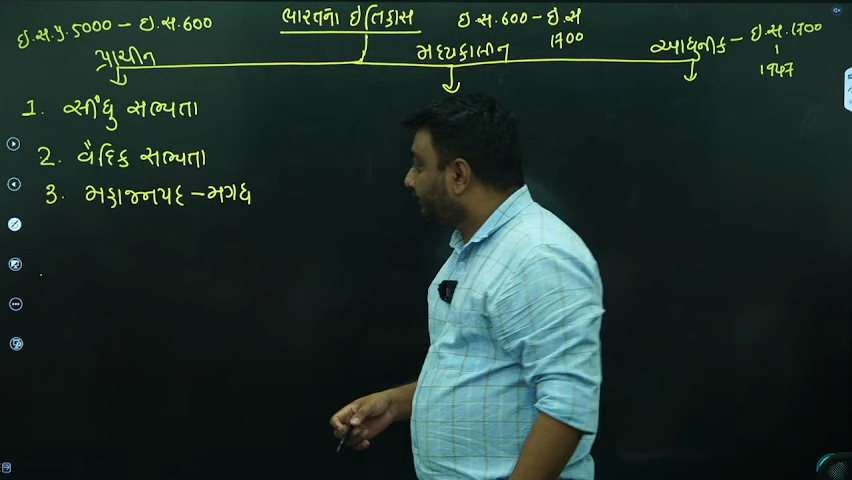 ભારતનો ઈતિહાસ
ઇ.સ.પૂ.5000 – ઇ.સ.600
પ્રાચીન
ઇ.સ.600 – ઇ.સ
1700
મધ્યકાલીન
આધુનીક – ઇ.સ.1700
1947
1. સીંધુ સભ્યતા
2. વૈદિક સભ્યતા
3. મહાજનપદ – મગધ